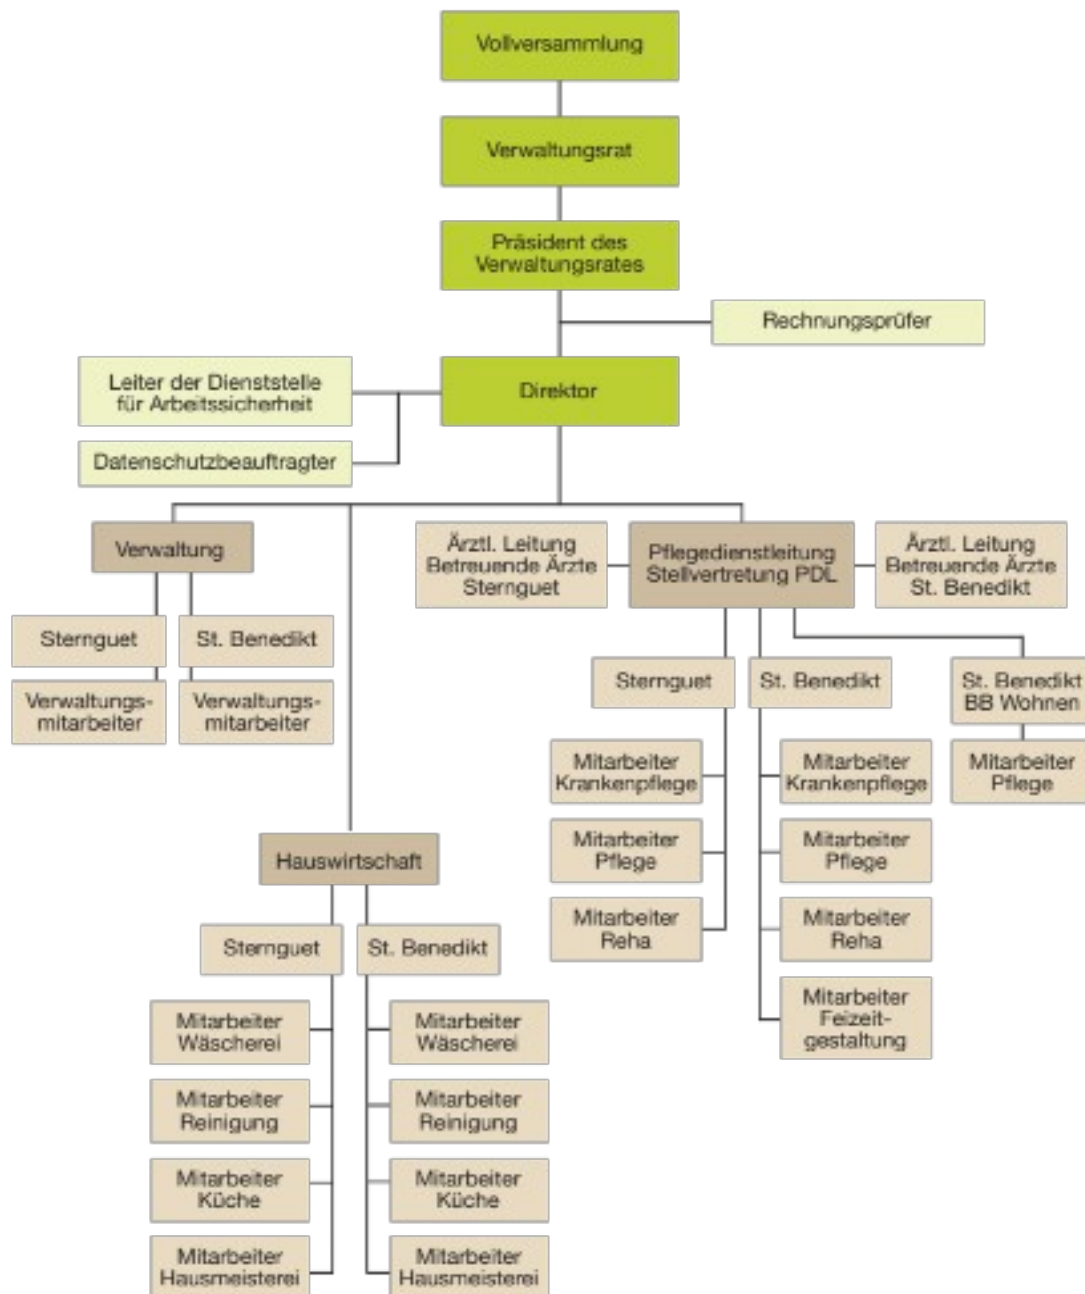 Vollversammlung
Verwaltungsrat
Präsident des
Verwaltungsrates
Rechnungsprüfer
Leiter der Dienststelle
für Arbeitssicherheit
Direktor
Datenschutzbeauftragter
Verwaltung
Ärztl. Leitung
Betreuende Ärzte
Sternguet
Pflegedienstleitung
Stellvertretung PDL
Ärztl. Leitung
Betreuende Ärzte
St. Benedikt
Sternguet
St. Benedikt
Verwaltungs-
mitarbeiter
Verwaltungs-
mitarbeiter
Sternguet
St. Benedikt
St. Benedikt
BB Wohnen
Mitarbeiter
Krankenpflege
Mitarbeiter
Krankenpflege
Mitarbeiter
Pflege
Mitarbeiter
Pflege
Mitarbeiter
Pflege
Mitarbeiter
Reha
Mitarbeiter
Reha
Mitarbeiter
Feizeit-
gestaltung
Hauswirtschaft
Sternguet
St. Benedikt
Mitarbeiter
Wäscherei
Mitarbeiter
Wäscherei
Mitarbeiter
Reinigung
Mitarbeiter
Reinigung
Mitarbeiter
Küche
Mitarbeiter
Küche
Mitarbeiter
Hausmeisterei
Mitarbeiter
Hausmeisterei